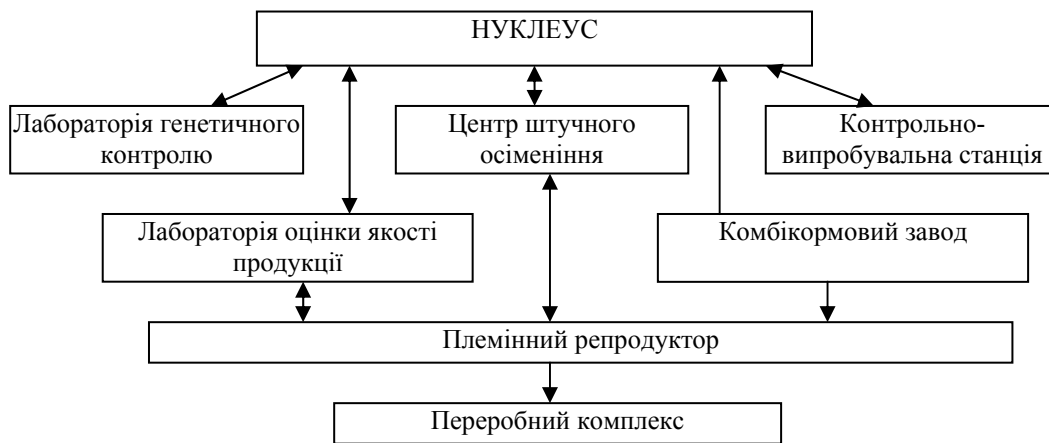 НУКЛЕУС
Лабораторія генетичного
контролю
Центр штучного
осіменіння
Контрольно-
випробувальна станція
Лабораторія оцінки якості
продукції
Комбікормовий завод
Племінний репродуктор
Переробний комплекс